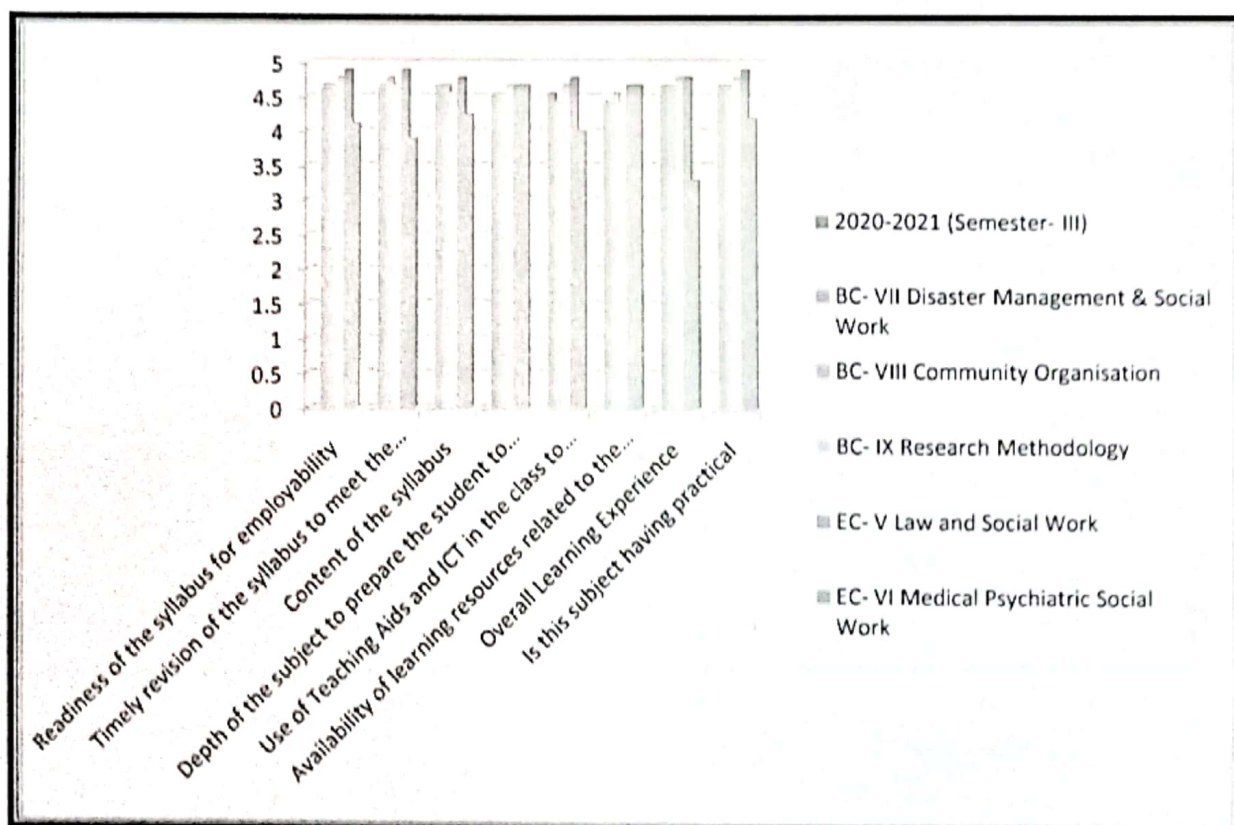 5
4.5
4
3.5
3
2.5
2
1.5
1
0.5
0
Readiness of the syllabus for employability
Timely revision of the syllabus to meet the...
Content of the syllabus
Depth of the subject to prepare the student to...
Use of Teaching Aids and ICT in the class to...
Availability of learning resources related to the...
Overall Learning Experience
Is this subject having practical
2020-2021 (Semester- III)
BC- VII Disaster Management & Social
Work
BC- VIII Community Organisation
BC- IX Research Methodology
EC- V Law and Social Work
EC- VI Medical Psychiatric Social
Work